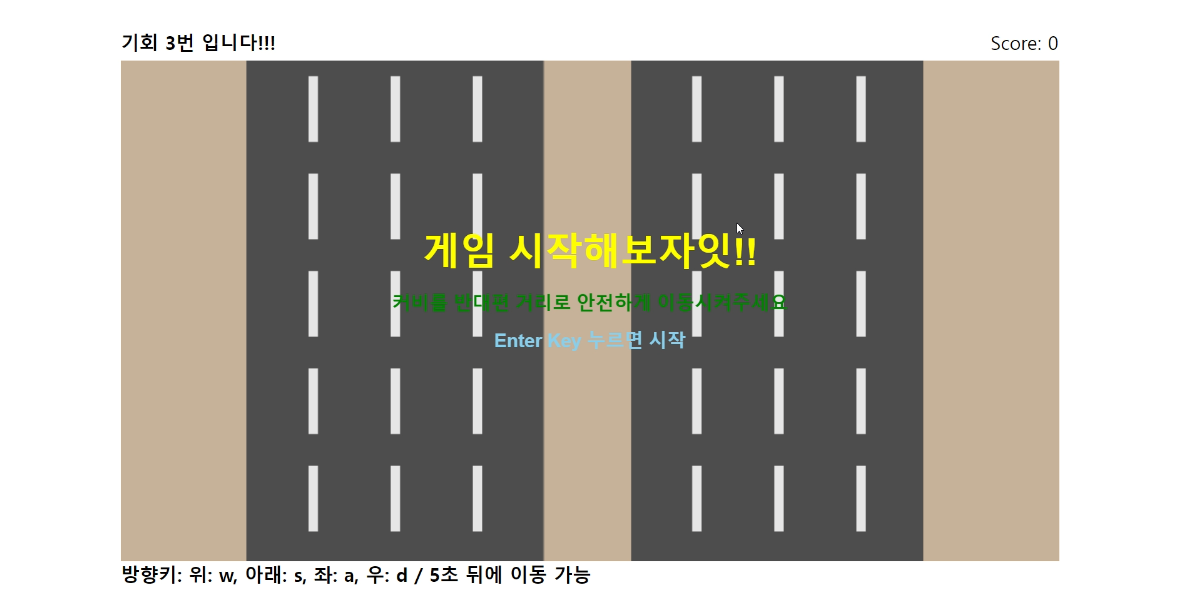 기회 3번 입니다!!!
Score: 0
게임 시작해보자잇!!
커비를 반대편 거리로 안전하게 이동시켜주세요
Enter Key 누르면 시작
방향키: 위: w, 아래: s, 좌: a, 우: d / 5초 뒤에 이동 가능